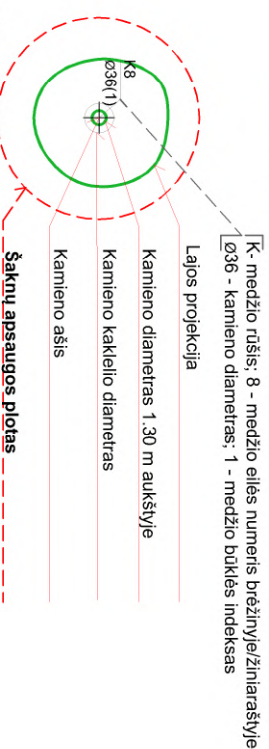 K- medžio rūšis; 8 - medžio eilės numeris brėžinyje/žiniaraštyje
ø36 - kamieno diametras; 1 - medžio būklės indeksas
K8
ø36(1)
Lajos projekcija
Kamieno diametras 1.30 m aukštyje
Kamieno kaklelio diametras
Kamieno ašis
Šaknų apsaugos plotas